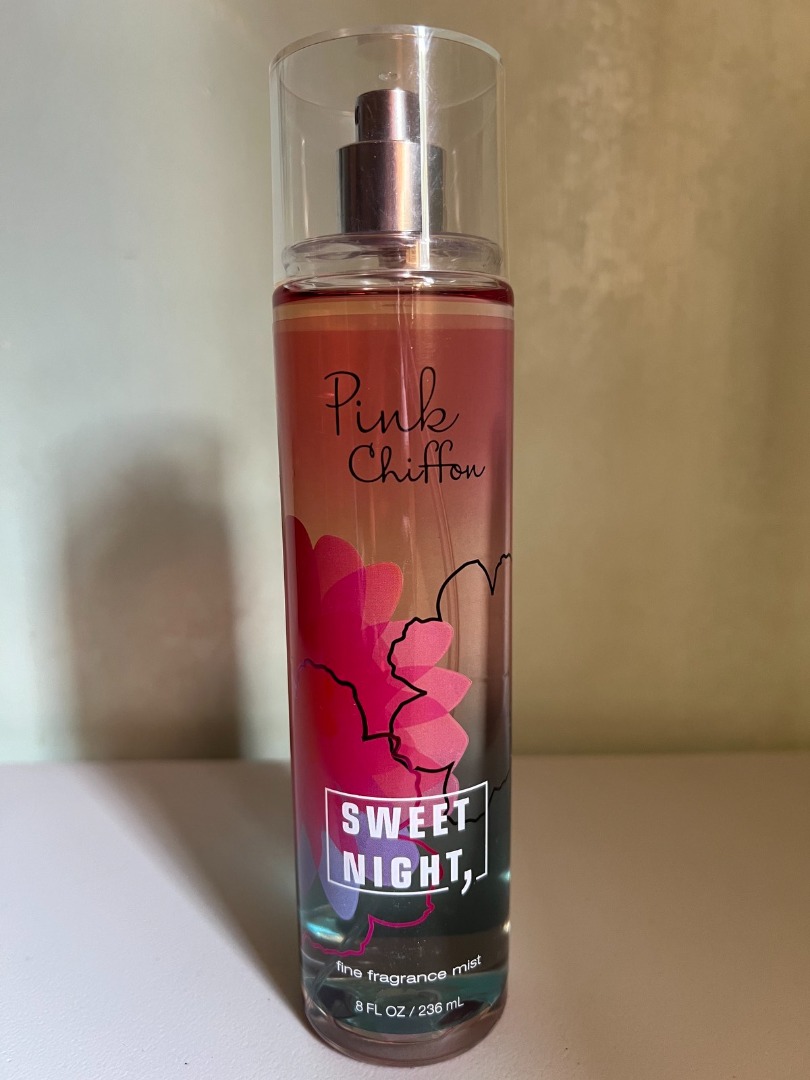 Pink
Chiffon
SWEET
NIGHT,
fine fragrance mist
8 FL OZ / 236 mL